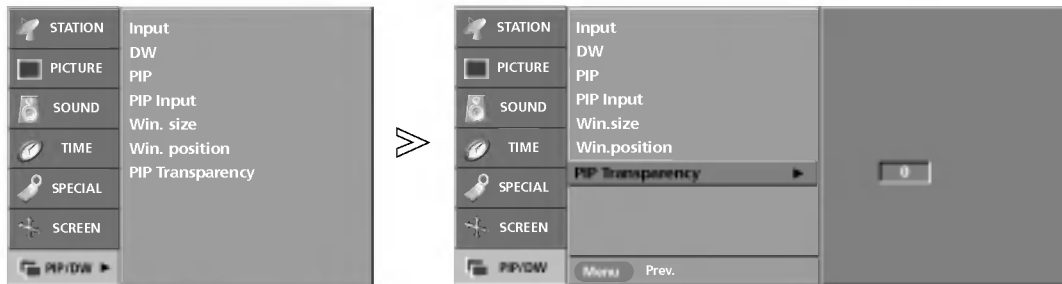 STATION
PICTURE
SOUND
TIME
SPECIAL
SCREEN
PIP/DW
Input
DW
PIP
PIP Input
Win. size
Win. position
PIP Transparency
STATION
PICTURE
SOUND
TIME
SPECIAL
SCREEN
PIP/DW
Input
DW
PIP
PIP Input
Win.size
Win.position
PIP Transparency
Menu Prev.
0